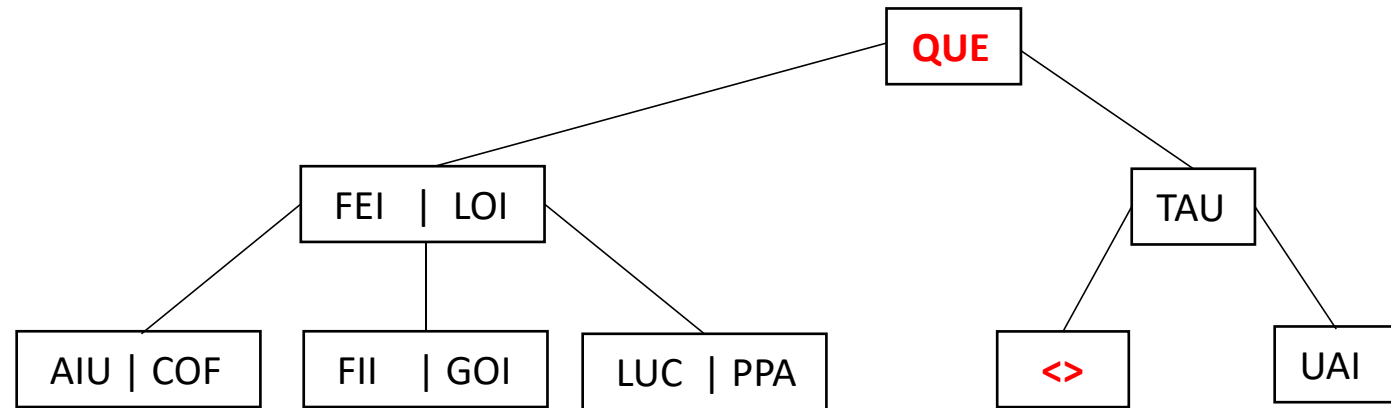 QUE
FEI | LOI
TAU
AIU | COF
FII | GOI
LUC | PPA
<>
UAI